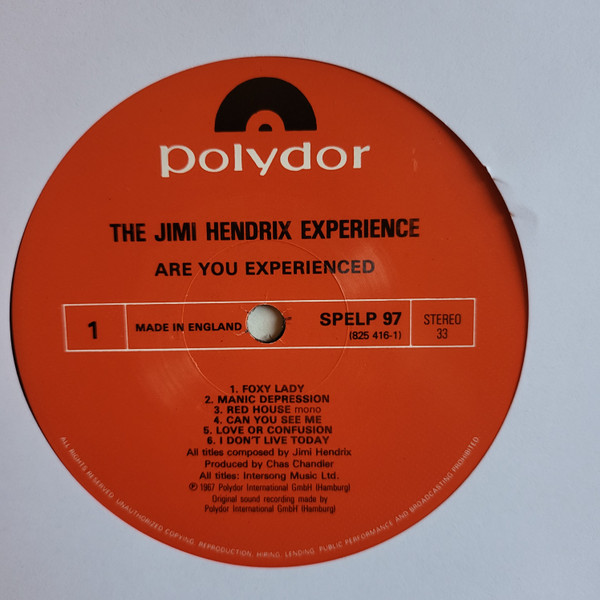 polydor
THE JIMI HENDRIX EXPERIENCE
ARE YOU EXPERIENCED
1
MADE IN ENGLAND
SPELP 97
(825 416-1)
STEREO
33
1. FOXY LADY
2. MANIC DEPRESSION
3. RED HOUSE mono
4. CAN YOU SEE ME
5. LOVE OR CONFUSION
6. I DON'T LIVE TODAY
All titles composed by Jimi Hendrix
Produced by Chas Chandler
All titles: Intersong Music Ltd.
℗ 1967 Polydor International GmbH (Hamburg)
Original sound recording made by
Polydor International GmbH (Hamburg)
ALL RIGHTS RESERVED. UNAUTHORIZED COPYING, REPRODUCTION, HIRING, LENDING, PUBLIC PERFORMANCE AND BROADCASTING PROHIBITED